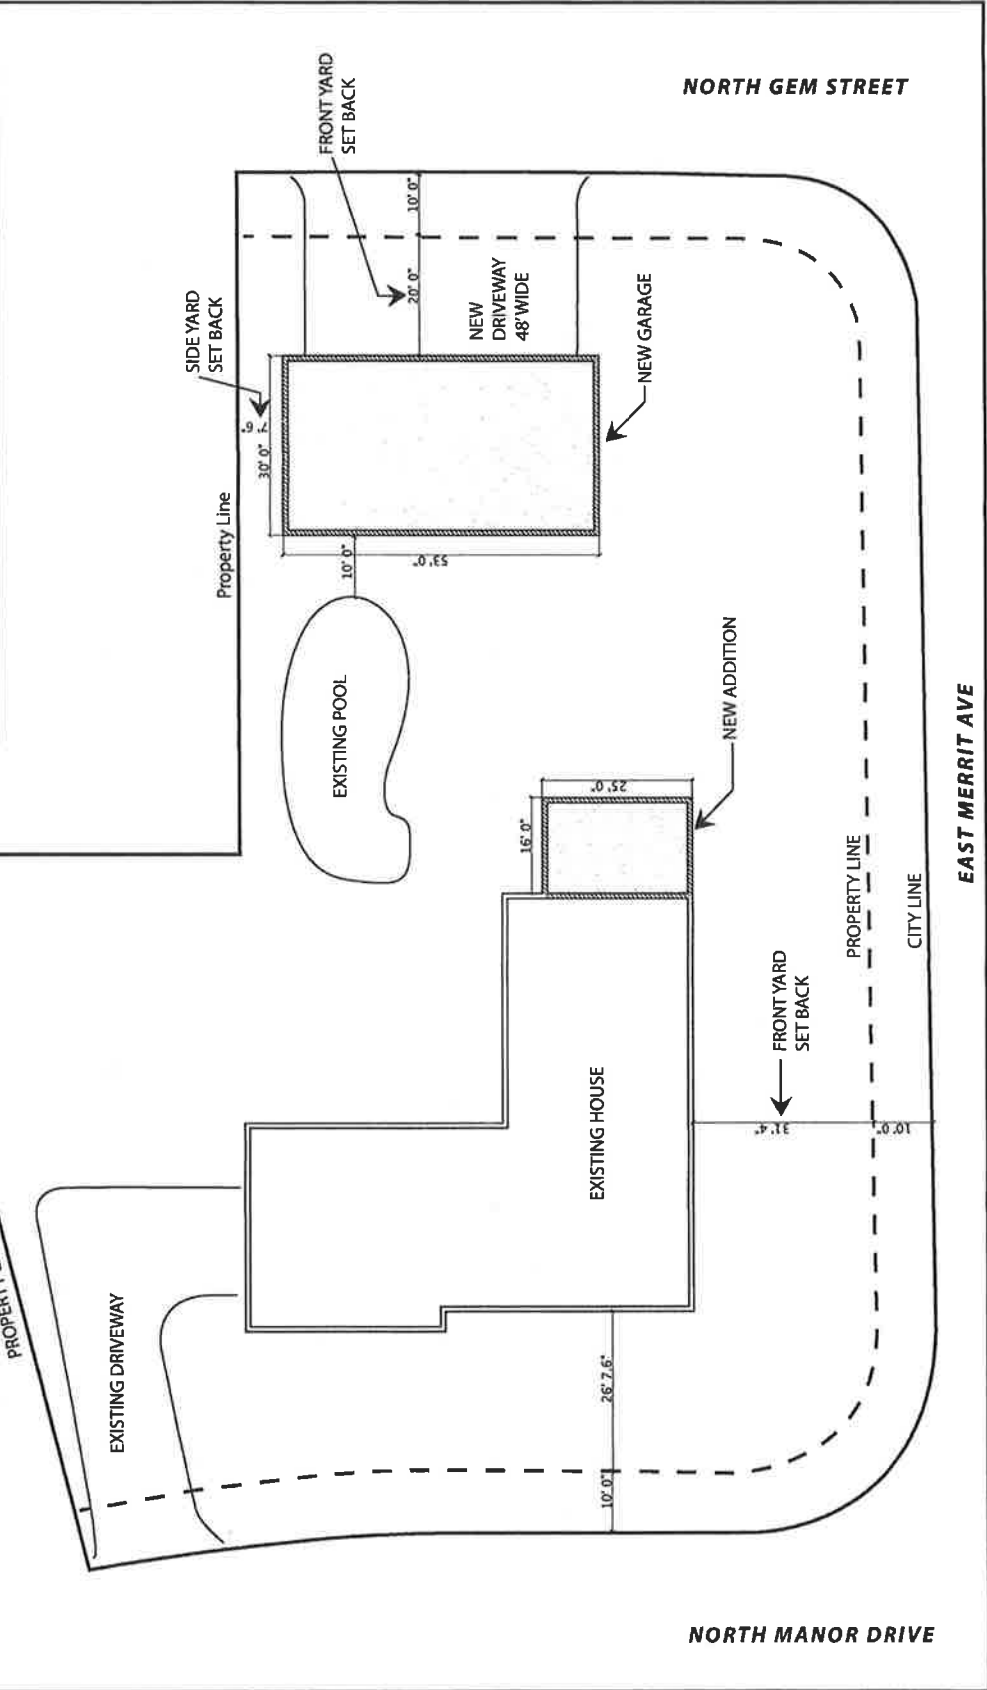 NORTH GEM STREET
FRONT YARD
SET BACK
10' 0"
20' 0"
NEW
DRIVEWAY
48'WIDE
SIDE YARD
SET BACK
7' 6"
30' 0"
NEW GARAGE
Property Line
53'.0"
10' 0"
EXISTING POOL
NEW ADDITION
25'.0"
16' 0"
EAST MERRIT AVE
PROPERTY LINE
CITY LINE
FRONT YARD
SET BACK
31'.4"
10'.0"
EXISTING HOUSE
EXISTING DRIVEWAY
26' 7.6"
10' 0"
NORTH MANOR DRIVE